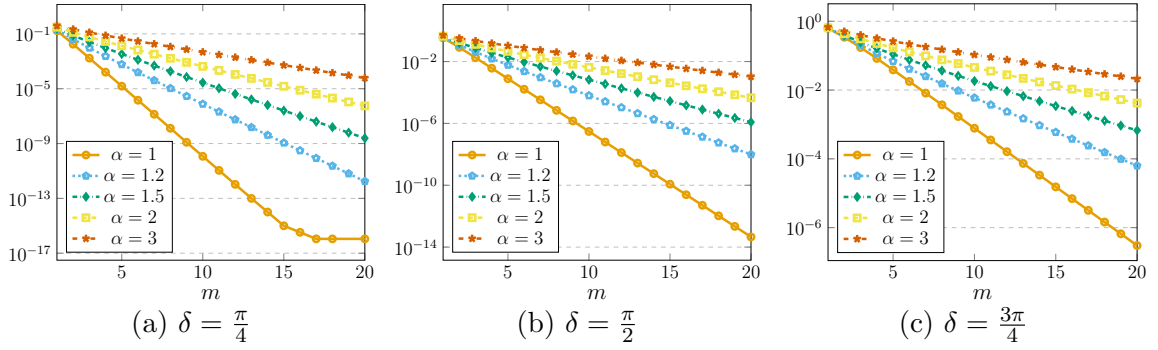 10^{-1}
10^{-5}
10^{-9}
10^{-13}
10^{-17}
α = 1
α = 1.2
α = 1.5
α = 2
α = 3
5 10 15 20
m
(a) δ = π/4
10^{-2}
10^{-6}
10^{-10}
10^{-14}
α = 1
α = 1.2
α = 1.5
α = 2
α = 3
5 10 15 20
m
(b) δ = π/2
10^{0}
10^{-2}
10^{-4}
10^{-6}
α = 1
α = 1.2
α = 1.5
α = 2
α = 3
5 10 15 20
m
(c) δ = 3π/4